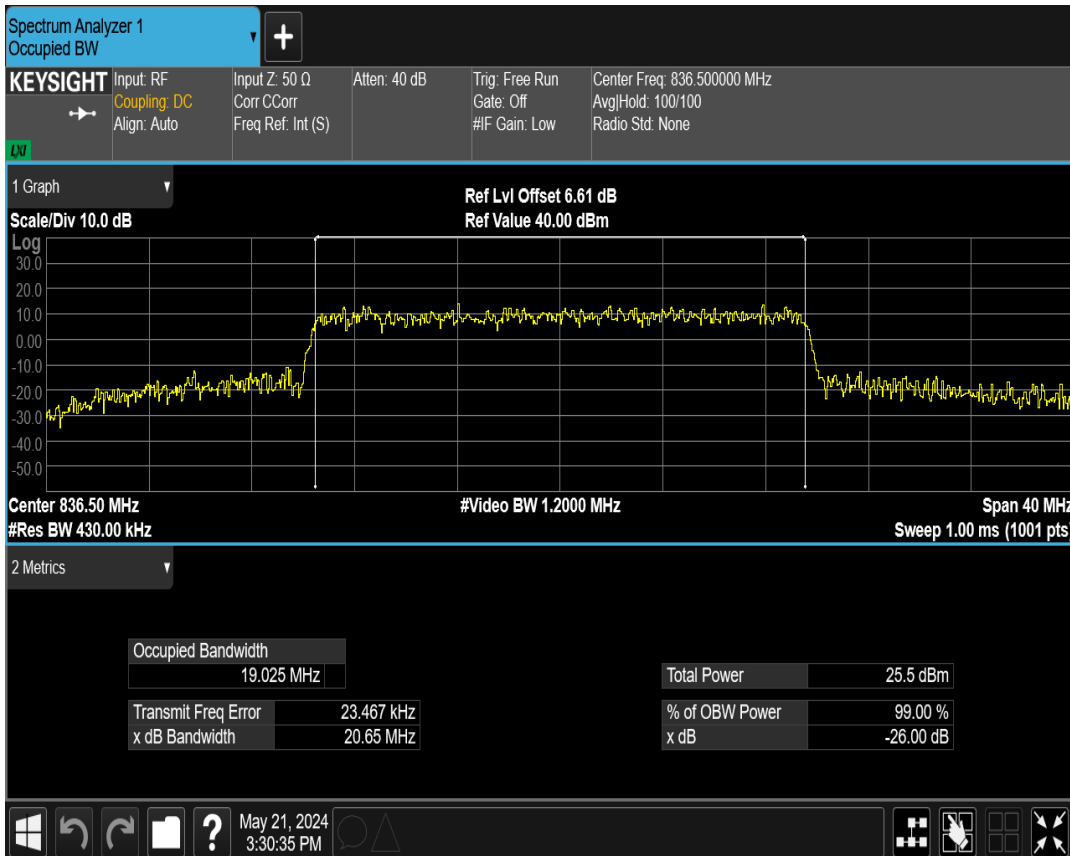 Spectrum Analyzer 1
Occupied BW
KEYSIGHT
LXI
Input: RF
Coupling: DC
Align: Auto
Input Z: 50 Ω
Corr CCorr
Freq Ref: Int (S)
Atten: 40 dB
Trig: Free Run
Gate: Off
#IF Gain: Low
Center Freq: 836.500000 MHz
Avg|Hold: 100/100
Radio Std: None
1 Graph
Scale/Div 10.0 dB
Ref Lvl Offset 6.61 dB
Ref Value 40.00 dBm
Log
30.0
20.0
10.0
0.00
-10.0
-20.0
-30.0
-40.0
-50.0
Center 836.50 MHz
#Video BW 1.2000 MHz
Span 40 MHz
#Res BW 430.00 kHz
Sweep 1.00 ms (1001 pts)
2 Metrics
Occupied Bandwidth
19.025 MHz
Total Power 25.5 dBm
Transmit Freq Error 23.467 kHz
% of OBW Power 99.00 %
x dB Bandwidth 20.65 MHz
x dB -26.00 dB
?
May 21, 2024
3:30:35 PM